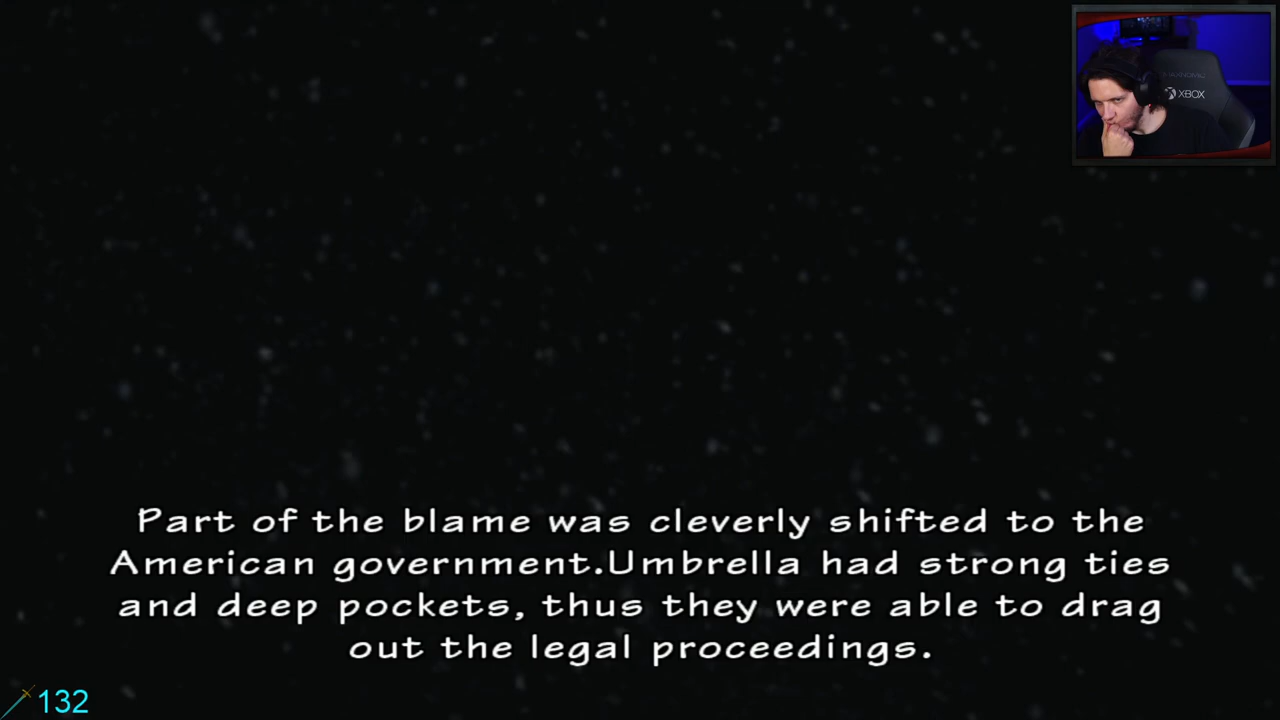 XBOX
Part of the blame was cleverly shifted to the
American government.Umbrella had strong ties
and deep pockets, thus they were able to drag
out the legal proceedings.
132